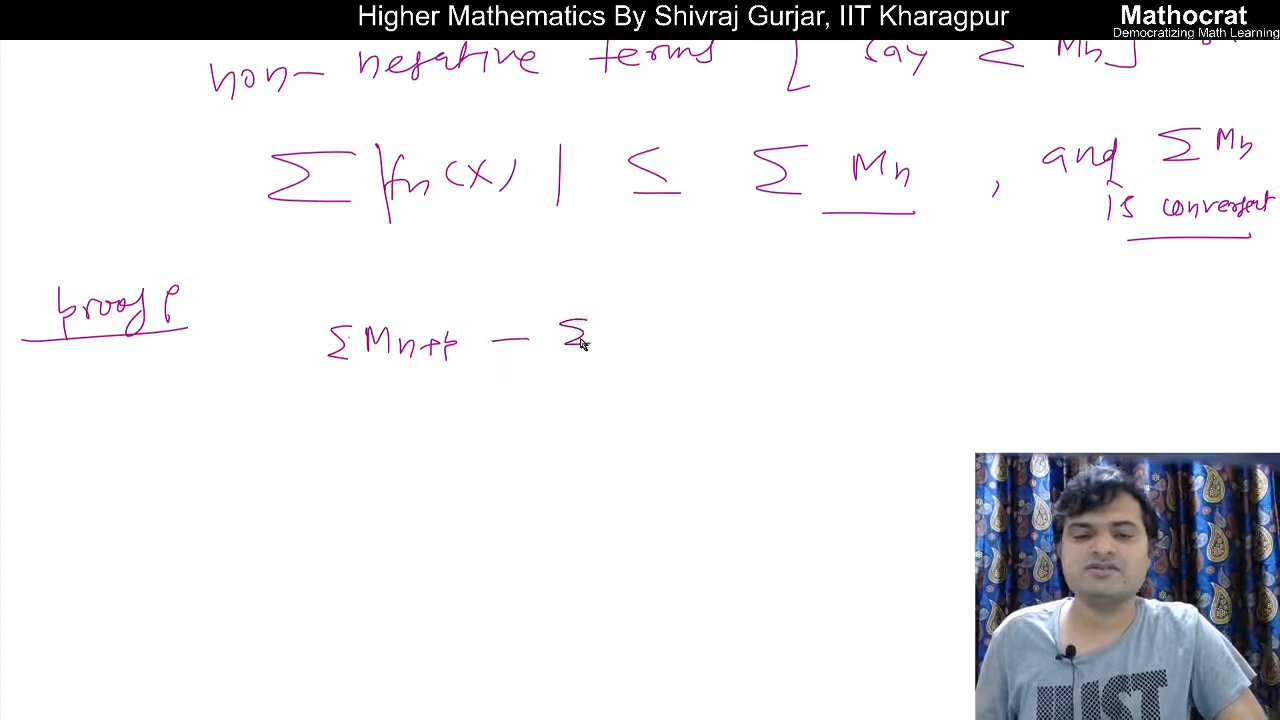 Higher Mathematics By Shivraj Gurjar, IIT Kharagpur
Mathocrat
Democratizing Math Learning
non- negative terms [ say Σ Mn]
Σ |fn(x)| ≤ Σ Mn , and Σ Mn
is convergent
proof
Σ Mn+p — Σ
JUST